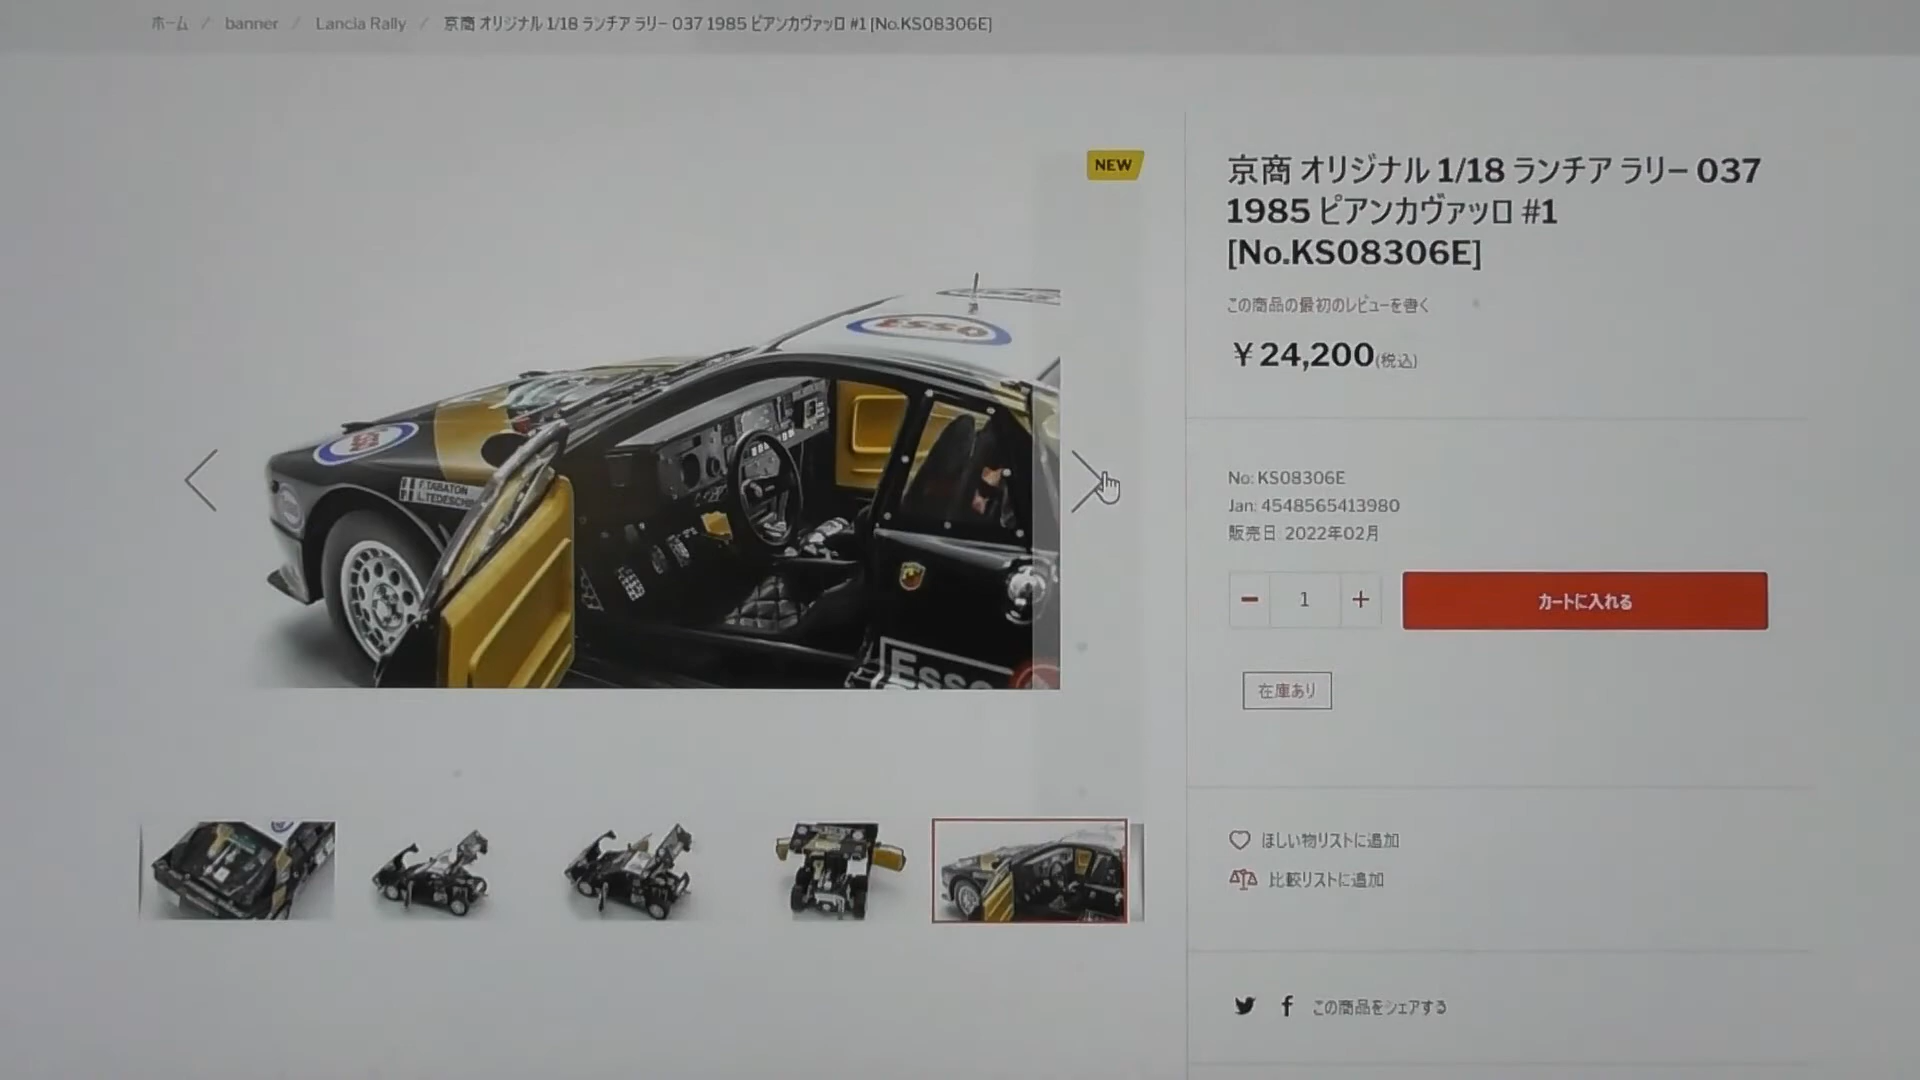 ホーム / banner / Lancia Rally / 京商 オリジナル 1/18 ランチア ラリー 037 1985 ピアンカヴァッロ #1 [No.KS08306E]
NEW
京商 オリジナル 1/18 ランチア ラリー 037
1985 ピアンカヴァッロ #1
[No.KS08306E]
この商品の最初のレビューを書く
￥24,200(税込)
No: KS08306E
Jan: 4548565413980
販売日: 2022年02月
1
カートに入れる
在庫あり
ほしい物リストに追加
比較リストに追加
この商品をシェアする
esso
esso
F.TABATON
L.TEDESCHINI
Esso